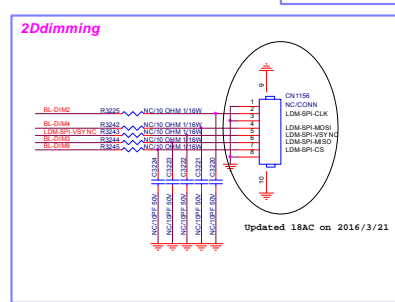 2Ddimming
9
CN1156
NC/CONN
BL-DIM2 R3225 NC/10 OHM 1/16W 1
2
3 LDM-SPI-CLK
BL-DIM4 R3242 NC/10 OHM 1/16W 4 LDM-SPI-MOSI
LDM-SPI-VSYNC R3243 NC/10 OHM 1/16W 5 LDM-SPI-VSYNC
BL-DIM3 R3244 NC/10 OHM 1/16W 6 LDM-SPI-MISO
R3245 NC/10 OHM 1/16W 7 LDM-SPI-CS
8
C3224 C3223 C3222 C3221 C3220
NC/10PF 50V NC/10PF 50V NC/10PF 50V NC/10PF 50V NC/10PF 50V
10
Updated 18AC on 2016/3/21